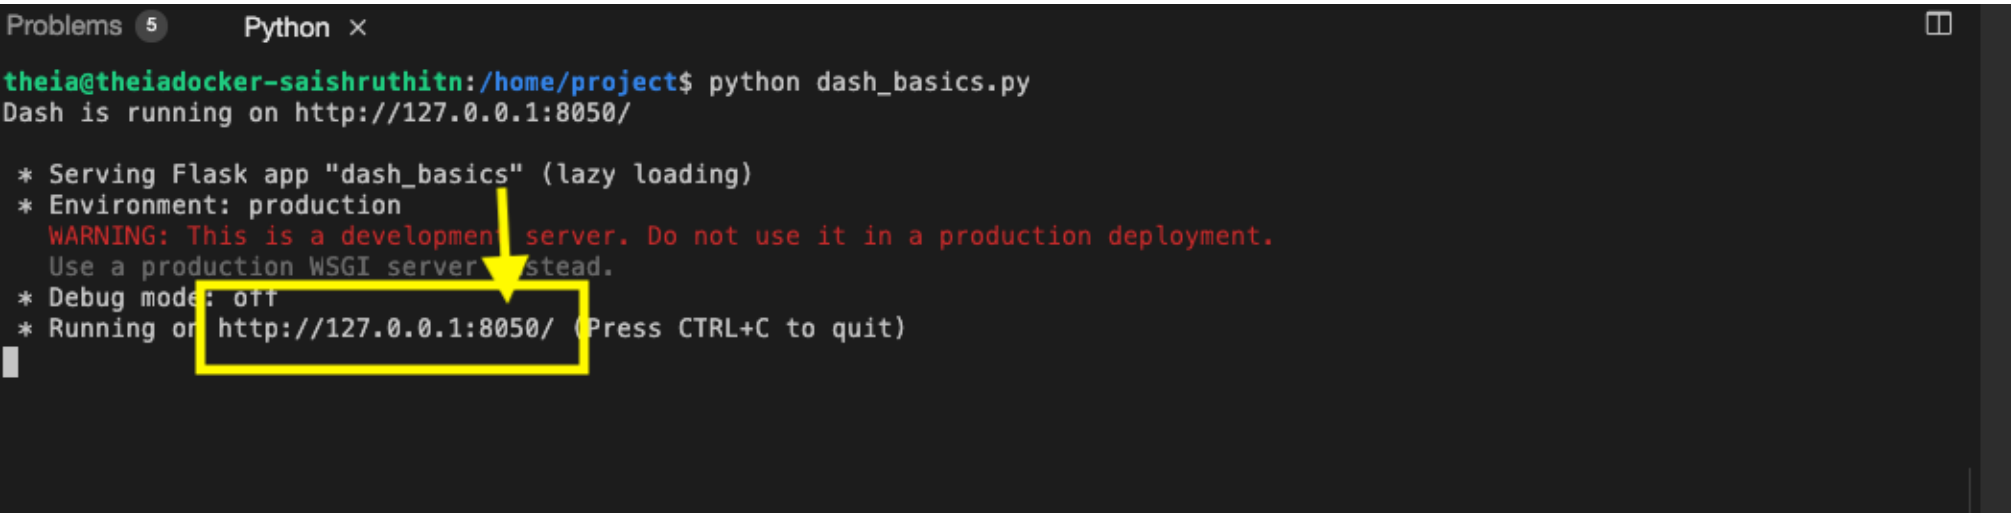 Problems 5 Python ×
theia@theiadocker-saishruthitn:/home/project$ python dash_basics.py
Dash is running on http://127.0.0.1:8050/
* Serving Flask app "dash_basics" (lazy loading)
* Environment: production
WARNING: This is a development server. Do not use it in a production deployment.
Use a production WSGI server instead.
* Debug mode: off
* Running on http://127.0.0.1:8050/ (Press CTRL+C to quit)